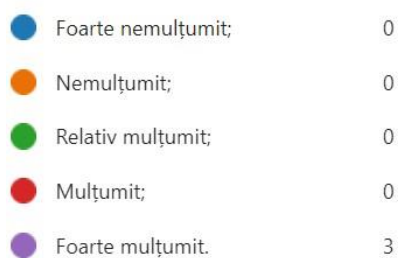 Foarte nemulțumit; 0
Nemulțumit; 0
Relativ mulțumit; 0
Mulțumit; 0
Foarte mulțumit. 3